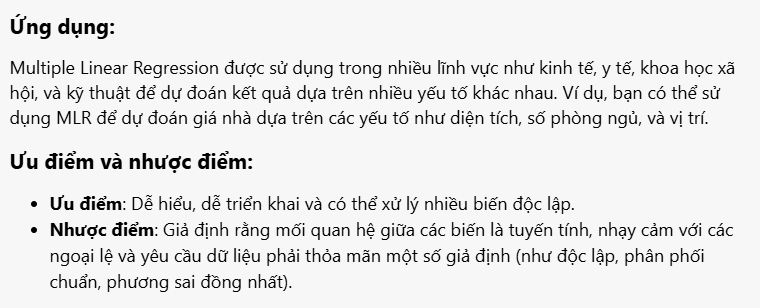 Ứng dụng:
Multiple Linear Regression được sử dụng trong nhiều lĩnh vực như kinh tế, y tế, khoa học xã
hội, và kỹ thuật để dự đoán kết quả dựa trên nhiều yếu tố khác nhau. Ví dụ, bạn có thể sử
dụng MLR để dự đoán giá nhà dựa trên các yếu tố như diện tích, số phòng ngủ, và vị trí.
Ưu điểm và nhược điểm:
• Ưu điểm: Dễ hiểu, dễ triển khai và có thể xử lý nhiều biến độc lập.
• Nhược điểm: Giả định rằng mối quan hệ giữa các biến là tuyến tính, nhạy cảm với các
ngoại lệ và yêu cầu dữ liệu phải thỏa mãn một số giả định (như độc lập, phân phối
chuẩn, phương sai đồng nhất).